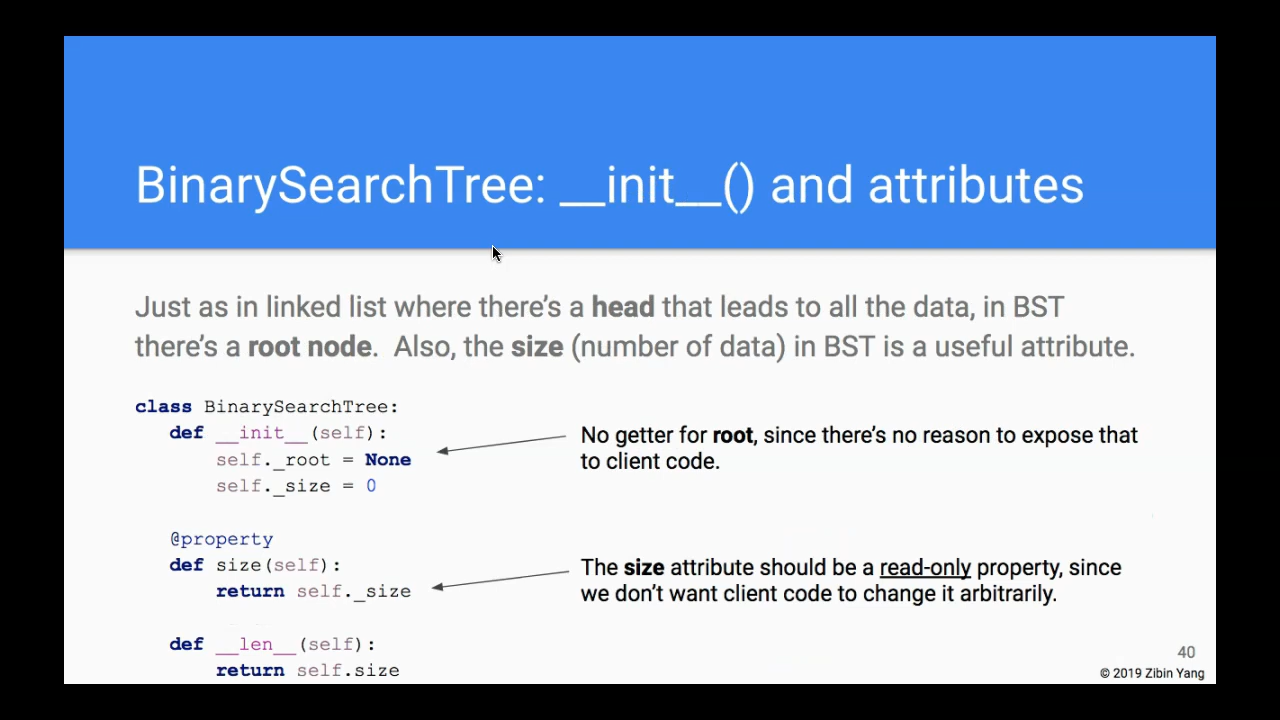 BinarySearchTree: __init__() and attributes
Just as in linked list where there's a head that leads to all the data, in BST
there's a root node.  Also, the size (number of data) in BST is a useful attribute.
class BinarySearchTree:
   def __init__(self):
       self._root = None
       self._size = 0
No getter for root, since there's no reason to expose that
to client code.
   @property
   def size(self):
       return self._size
The size attribute should be a read-only property, since
we don't want client code to change it arbitrarily.
   def __len__(self):
       return self.size
40
© 2019 Zibin Yang